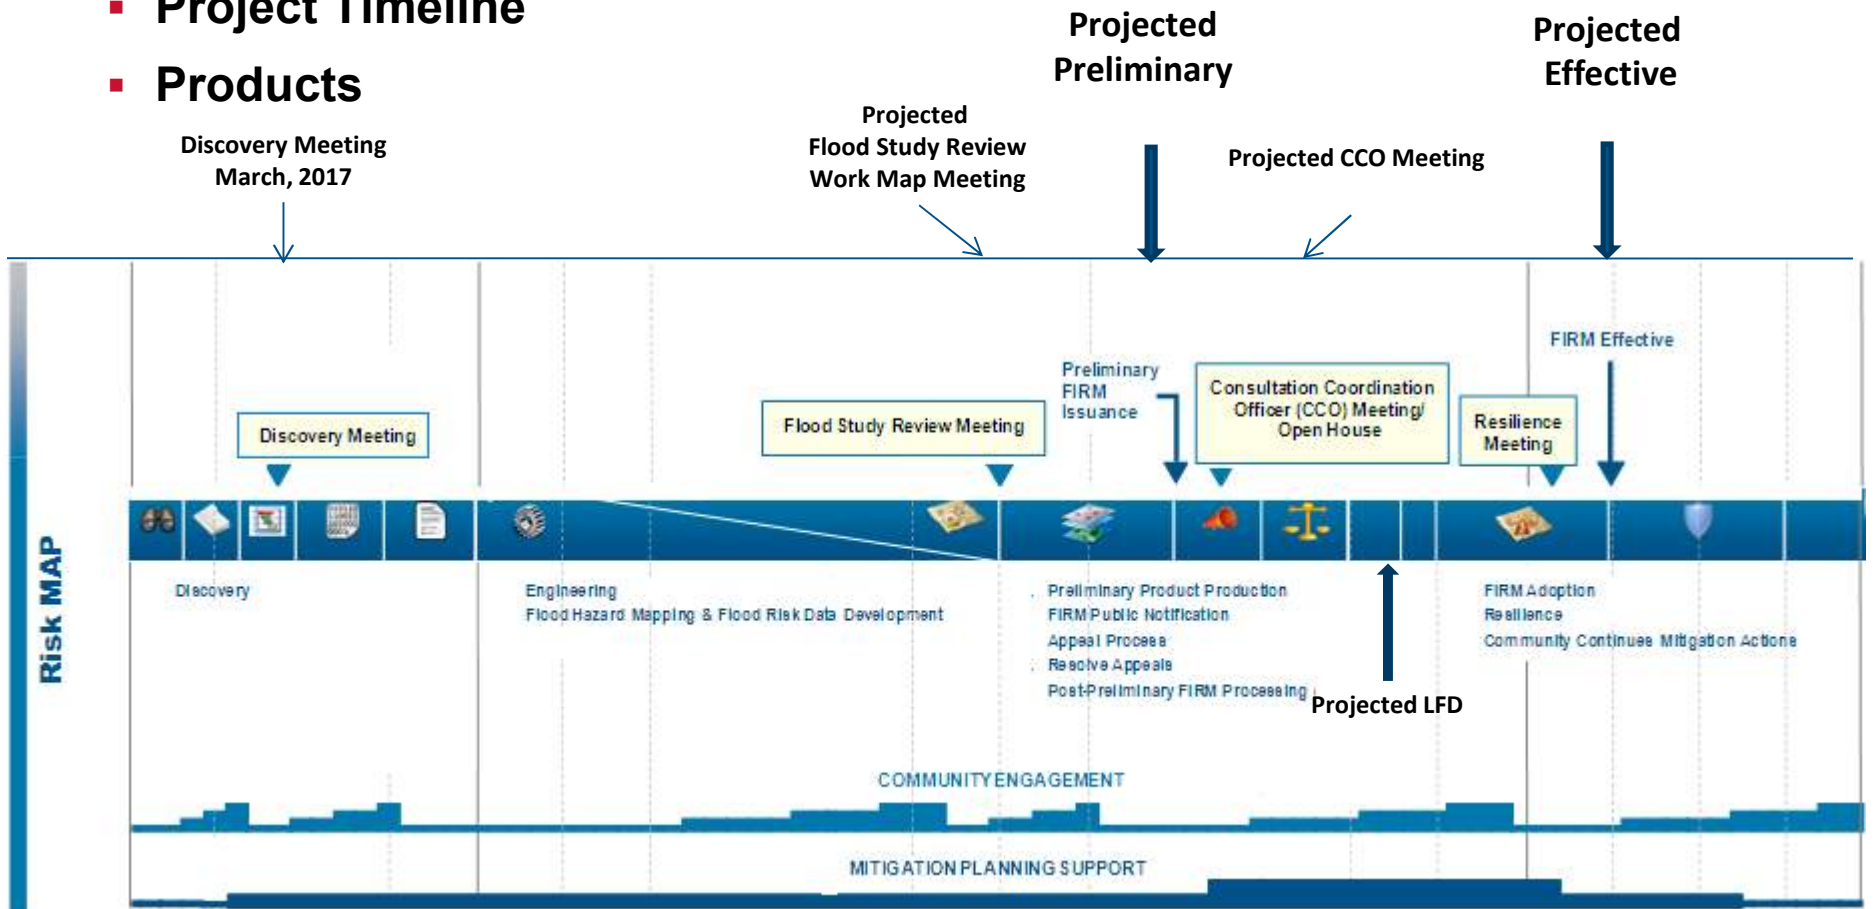 ▪ Project Timeline
▪ Products
Projected
Preliminary
Projected
Effective
Discovery Meeting
March, 2017
Projected
Flood Study Review
Work Map Meeting
Projected CCO Meeting
FIRM Effective
Preliminary
FIRM
Issuance
Consultation Coordination
Officer (CCO) Meeting/
Open House
Resilience
Meeting
Discovery Meeting
Flood Study Review Meeting
Risk MAP
Discovery
Engineering
Flood Hazard Mapping & Flood Risk Data Development
Preliminary Product Production
FIRM Public Notification
Appeal Process
Resolve Appeals
Post-Preliminary FIRM Processing
FIRM Adoption
Resilience
Community Continues Mitigation Actions
Projected LFD
COMMUNITY ENGAGEMENT
MITIGATION PLANNING SUPPORT